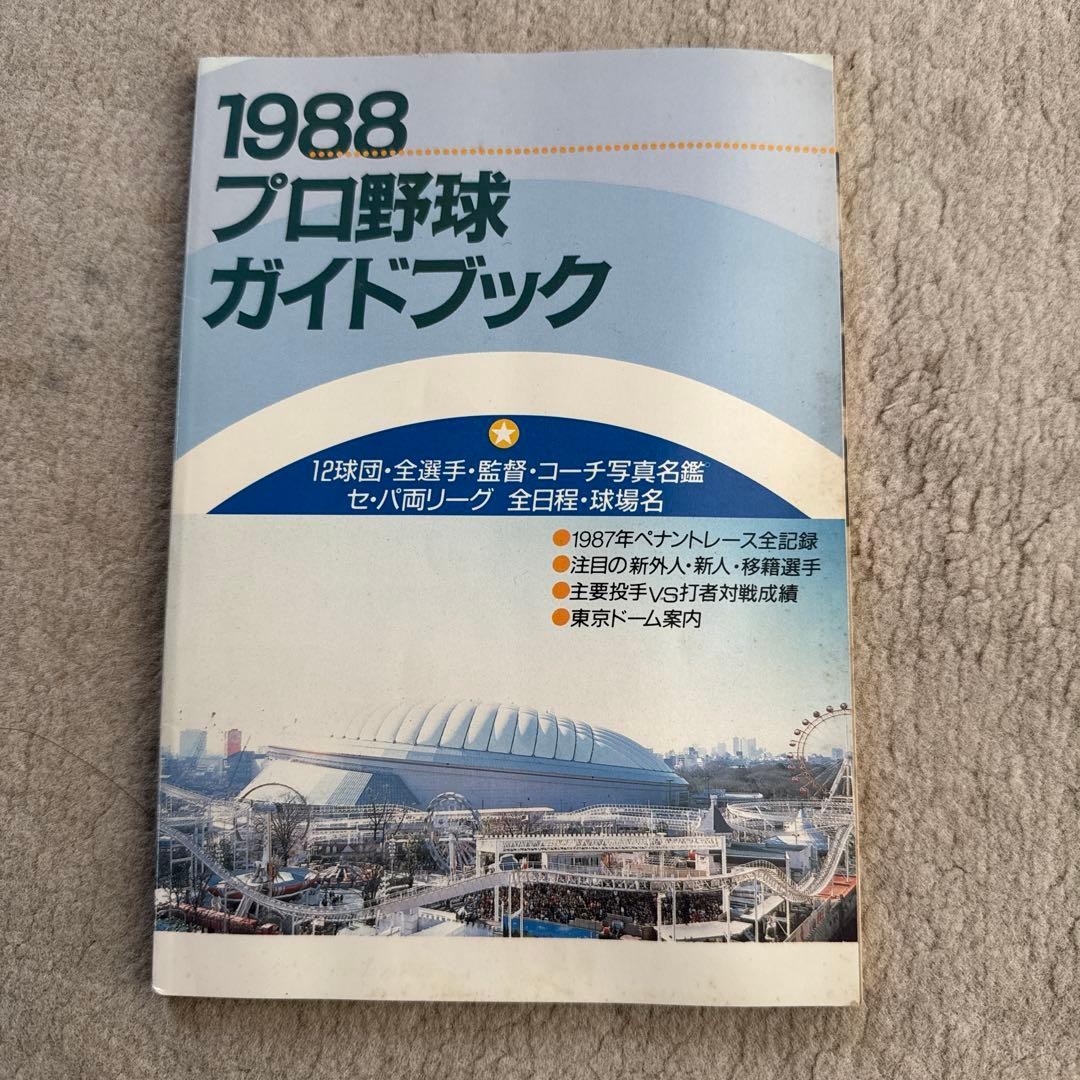 1988
プロ野球
ガイドブック
12球団・全選手・監督・コーチ写真名鑑
セ・パ両リーグ 全日程・球場名
●1987年ペナントレース全記録
●注目の新外人・新人・移籍選手
●主要投手VS打者対戦成績
●東京ドーム案内